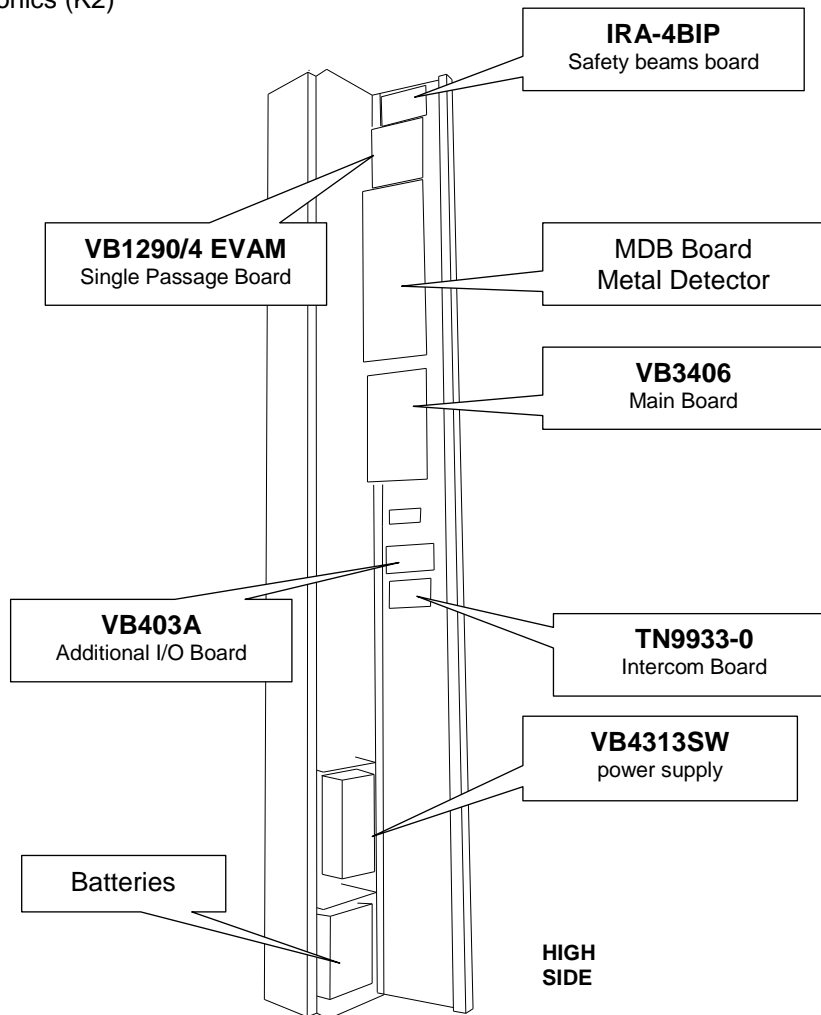 IRA-4BIP
Safety beams board
VB1290/4 EVAM
Single Passage Board
MDB Board
Metal Detector
VB3406
Main Board
VB403A
Additional I/O Board
TN9933-0
Intercom Board
VB4313SW
power supply
Batteries
HIGH
SIDE